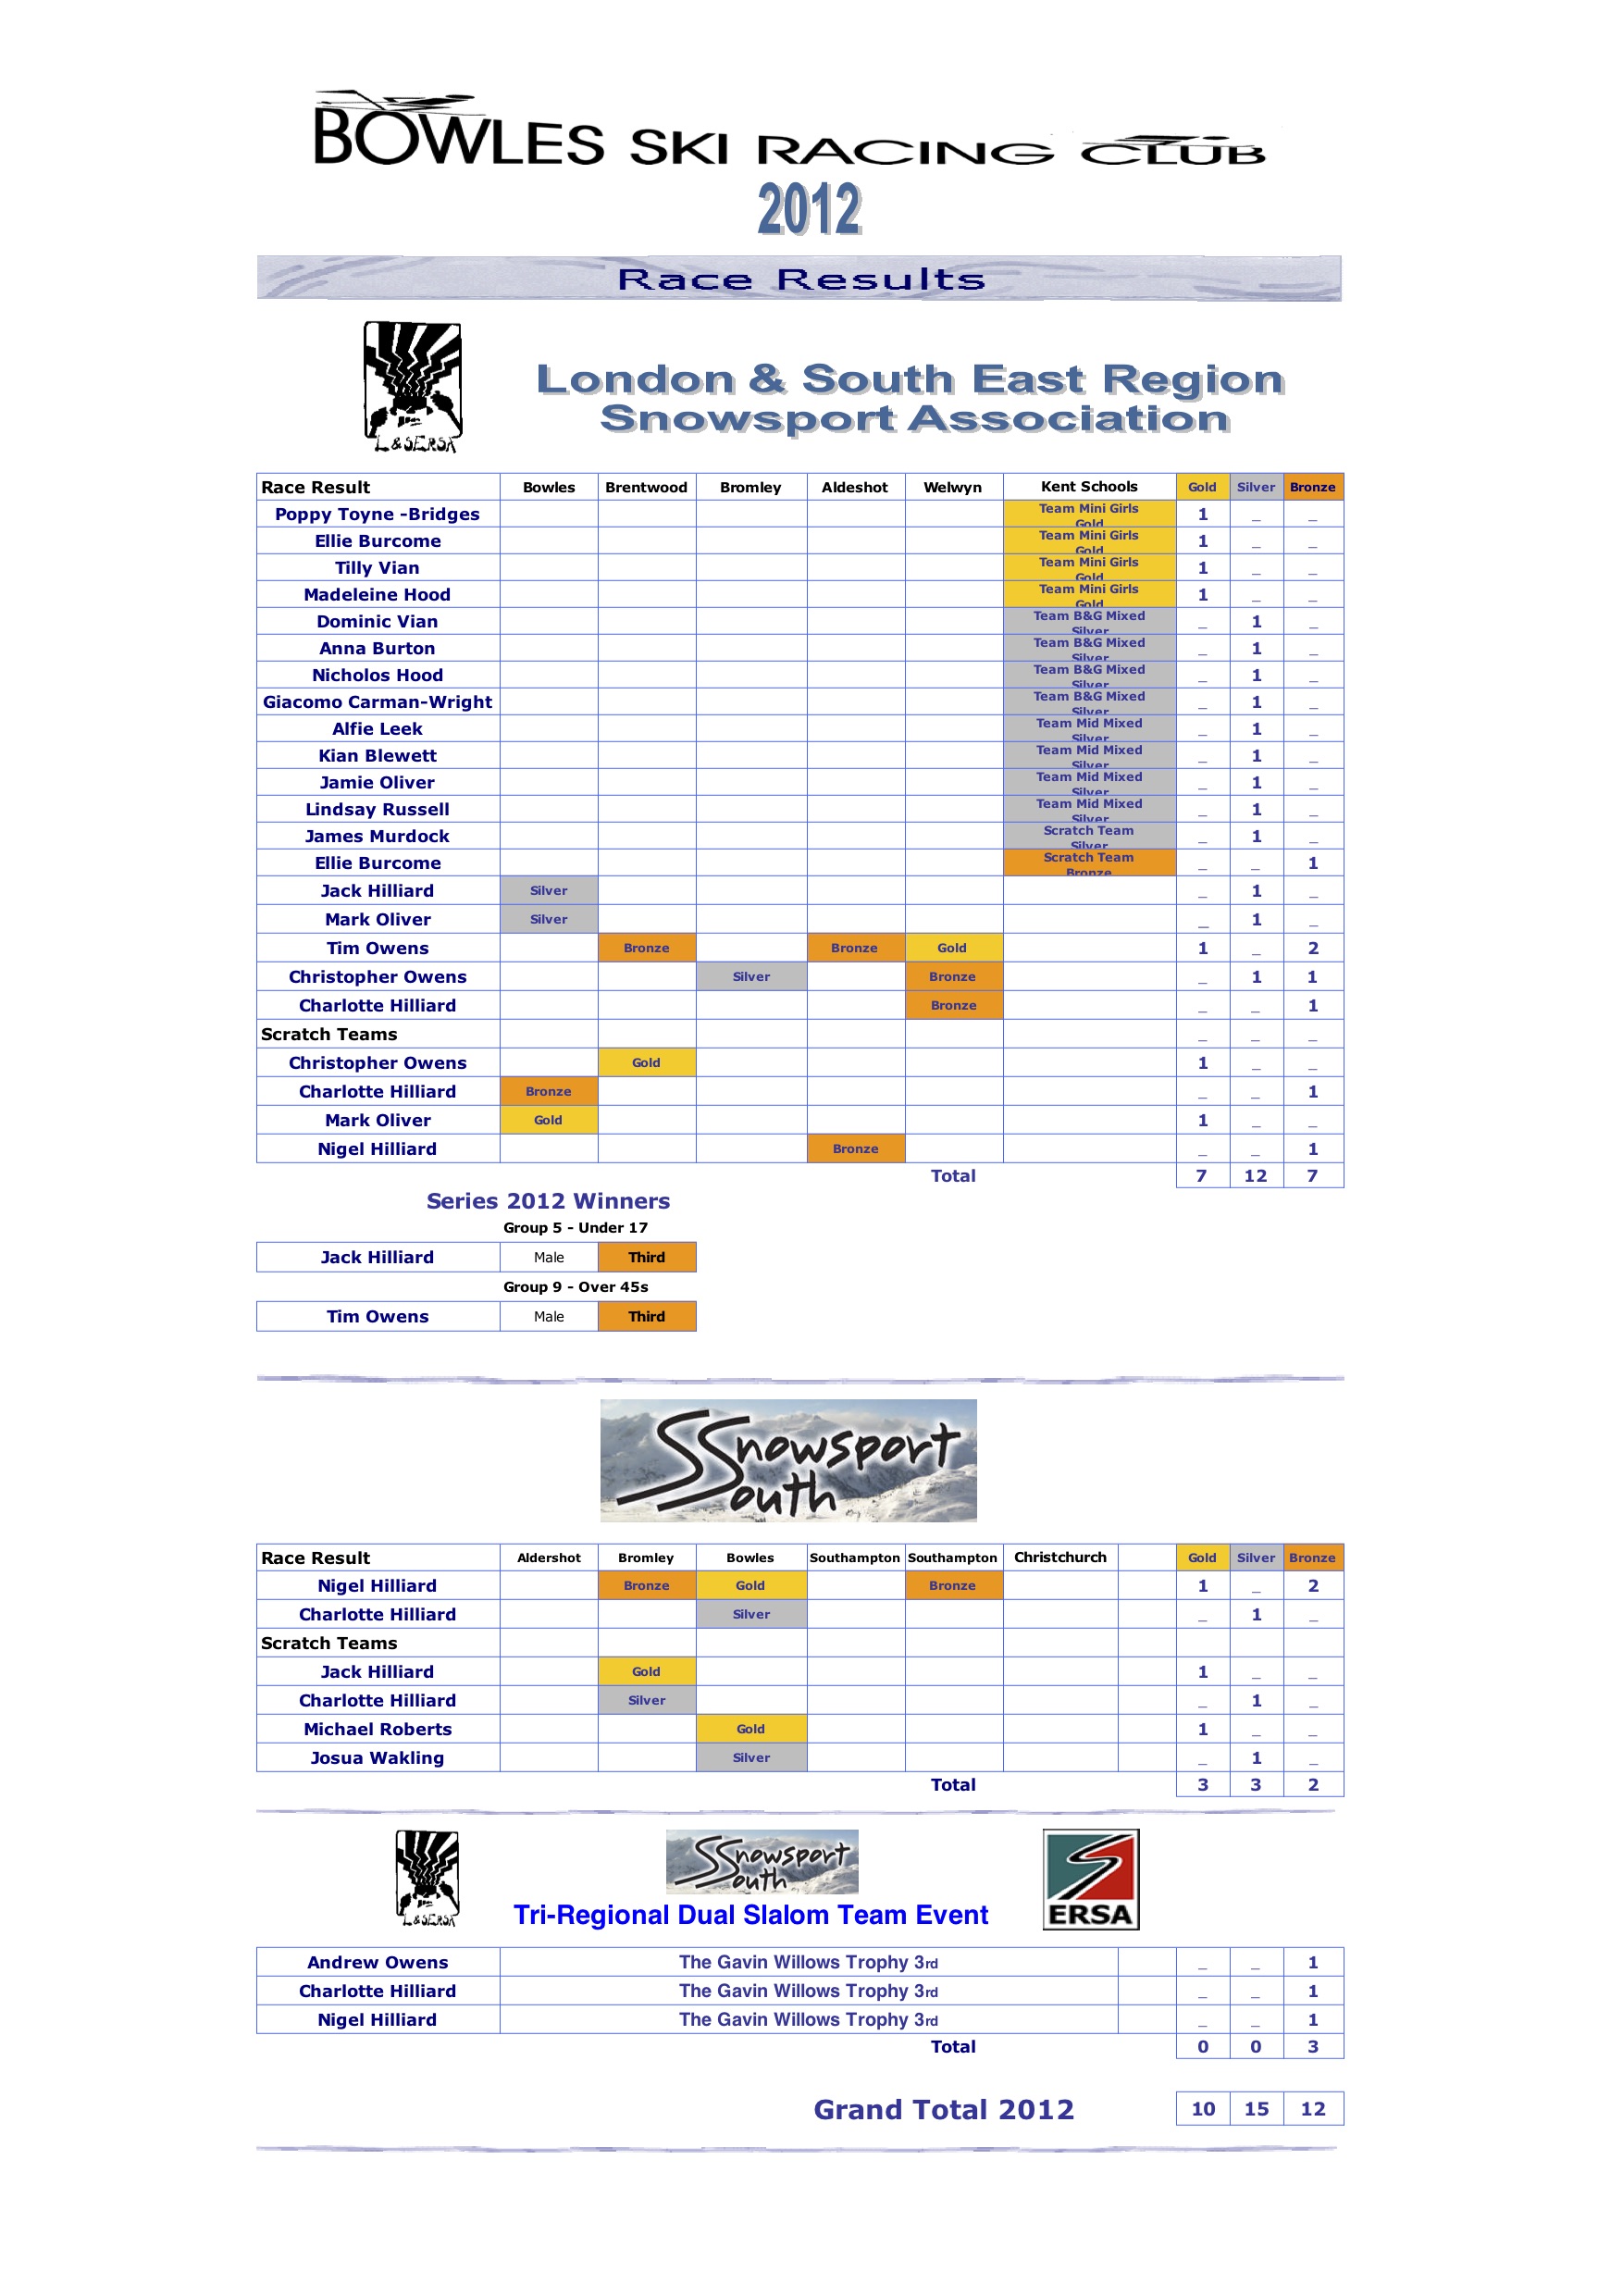 BOWLES SKI RACING CLUB
2012
Race Results
L&SERSA
London & South East Region
Snowsport Association
Race Result Bowles Brentwood Bromley Aldeshot Welwyn Kent Schools Gold Silver Bronze
Poppy Toyne -Bridges Team Mini Girls Gold 1 _ _
Ellie Burcome Team Mini Girls Gold 1 _ _
Tilly Vian Team Mini Girls Gold 1 _ _
Madeleine Hood Team Mini Girls Gold 1 _ _
Dominic Vian Team B&G Mixed Silver _ 1 _
Anna Burton Team B&G Mixed Silver _ 1 _
Nicholos Hood Team B&G Mixed Silver _ 1 _
Giacomo Carman-Wright Team B&G Mixed Silver _ 1 _
Alfie Leek Team Mid Mixed Silver _ 1 _
Kian Blewett Team Mid Mixed Silver _ 1 _
Jamie Oliver Team Mid Mixed Silver _ 1 _
Lindsay Russell Team Mid Mixed Silver _ 1 _
James Murdock Scratch Team Silver _ 1 _
Ellie Burcome Scratch Team Bronze _ _ 1
Jack Hilliard Silver _ 1 _
Mark Oliver Silver _ 1 _
Tim Owens Bronze Bronze Gold 1 _ 2
Christopher Owens Silver Bronze _ 1 1
Charlotte Hilliard Bronze _ _ 1
Scratch Teams _ _ _
Christopher Owens Gold 1 _ _
Charlotte Hilliard Bronze _ _ 1
Mark Oliver Gold 1 _ _
Nigel Hilliard Bronze _ _ 1
Total 7 12 7
Series 2012 Winners
Group 5 - Under 17
Jack Hilliard Male Third
Group 9 - Over 45s
Tim Owens Male Third
Snowsport
South
Race Result Aldershot Bromley Bowles Southampton Southampton Christchurch Gold Silver Bronze
Nigel Hilliard Bronze Gold Bronze 1 _ 2
Charlotte Hilliard Silver _ 1 _
Scratch Teams
Jack Hilliard Gold 1 _ _
Charlotte Hilliard Silver _ 1 _
Michael Roberts Gold 1 _ _
Josua Wakling Silver _ 1 _
Total 3 3 2
L&SERSA
Snowsport
South
ERSA
Tri-Regional Dual Slalom Team Event
Andrew Owens The Gavin Willows Trophy 3rd _ _ 1
Charlotte Hilliard The Gavin Willows Trophy 3rd _ _ 1
Nigel Hilliard The Gavin Willows Trophy 3rd _ _ 1
Total 0 0 3
Grand Total 2012 10 15 12